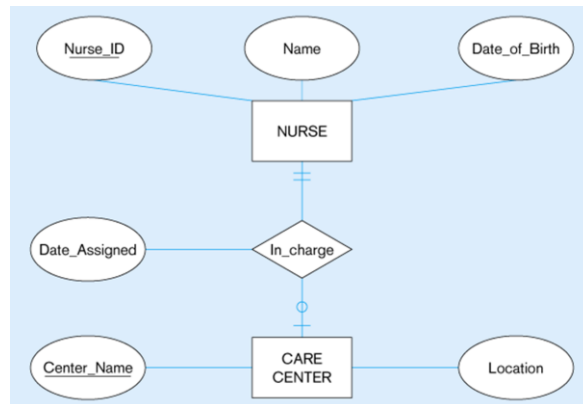 Nurse_ID
Name
Date_of_Birth
NURSE
Date_Assigned
In_charge
Center_Name
CARE
CENTER
Location